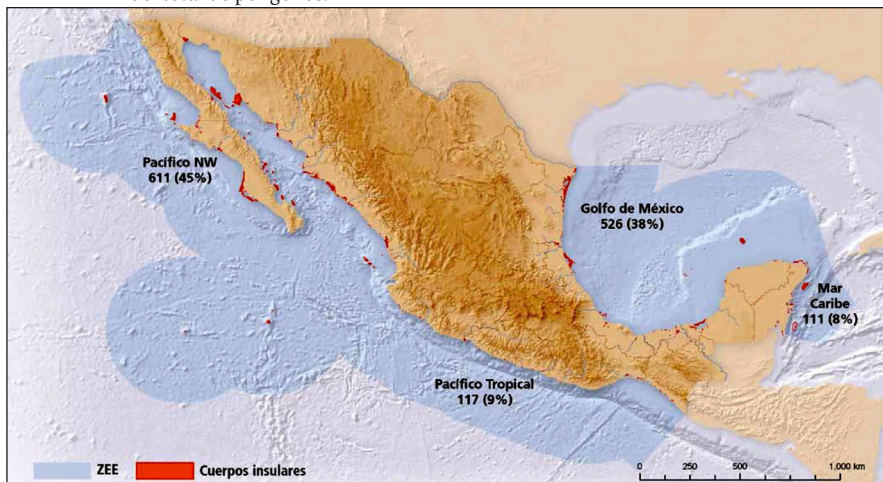 Pacífico NW
611 (45%)
Golfo de México
526 (38%)
Mar
Caribe
111 (8%)
Pacífico Tropical
117 (9%)
ZEE
Cuerpos insulares
0 250 500 1,000 km